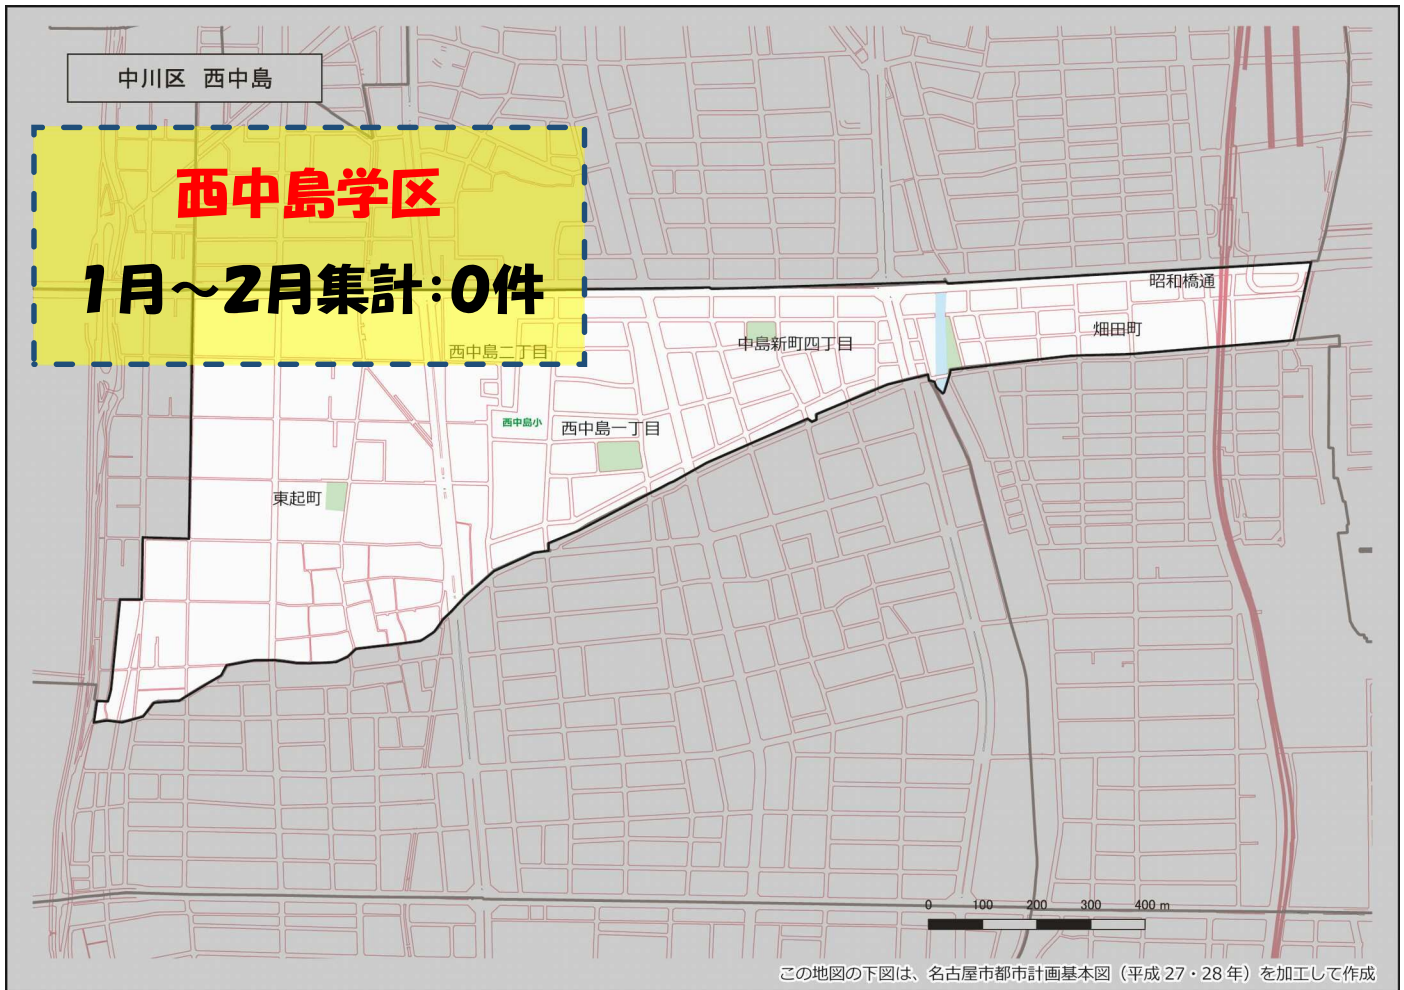 中川区 西中島
西中島学区
1月～2月集計:0件
昭和橋通
畑田町
中島新町四丁目
西中島二丁目
西中島小
西中島一丁目
東起町
0 100 200 300 400 m
この地図の下図は、名古屋市都市計画基本図（平成 27・28 年）を加工して作成